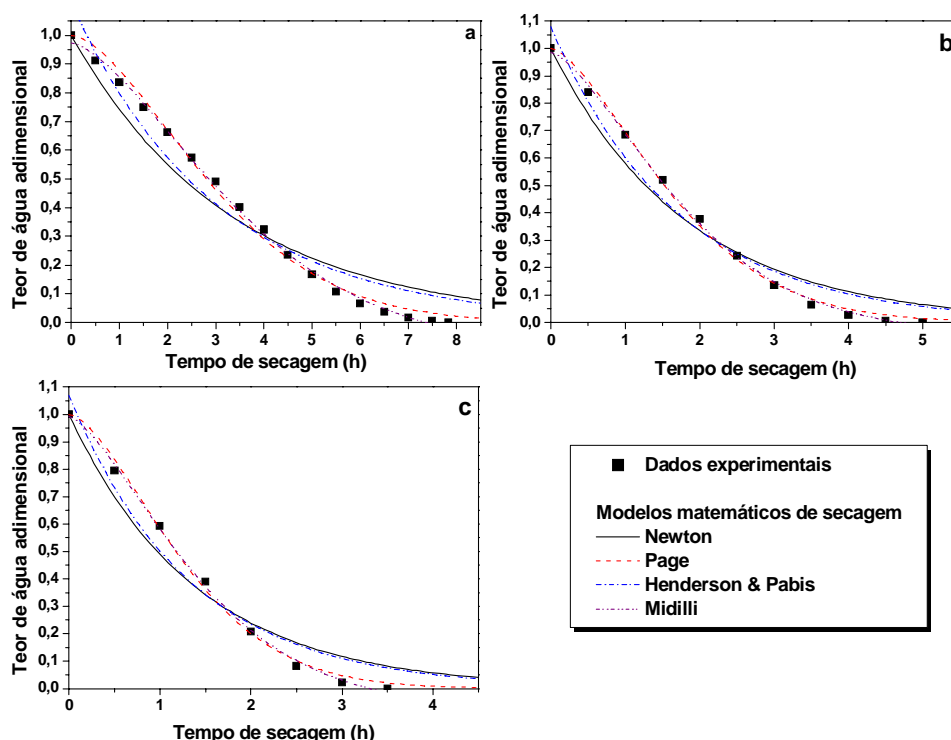 a
1,0
0,9
0,8
0,7
0,6
0,5
0,4
0,3
0,2
0,1
0,0
Teor de água adimensional
0 1 2 3 4 5 6 7 8
Tempo de secagem (h)
b
1,1
1,0
0,9
0,8
0,7
0,6
0,5
0,4
0,3
0,2
0,1
0,0
Teor de água adimensional
0 1 2 3 4 5
Tempo de secagem (h)
c
1,1
1,0
0,9
0,8
0,7
0,6
0,5
0,4
0,3
0,2
0,1
0,0
Teor de água adimensional
0 1 2 3 4
Tempo de secagem (h)
Dados experimentais
Modelos matemáticos de secagem
Newton
Page
Henderson & Pabis
Midilli